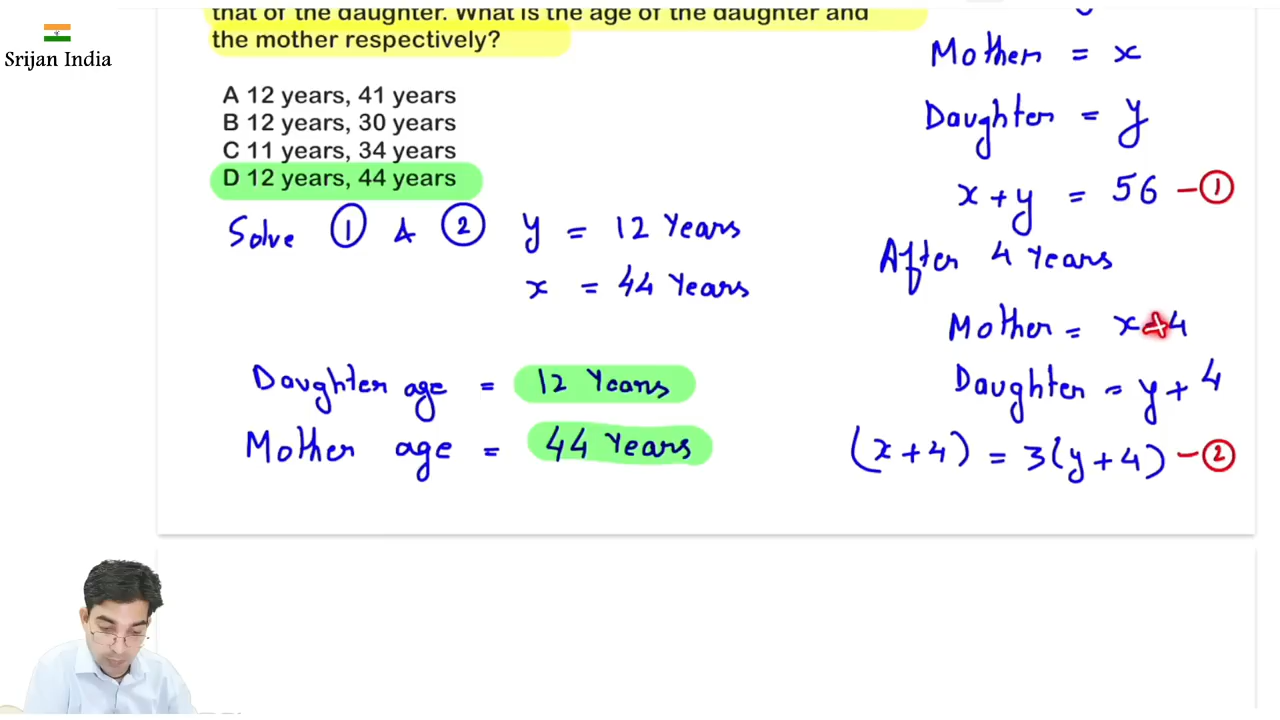 Srijan India
that of the daughter. What is the age of the daughter and
the mother respectively?
A 12 years, 41 years
B 12 years, 30 years
C 11 years, 34 years
D 12 years, 44 years
Solve ① & ② y = 12 Years
x = 44 Years
Daughter age = 12 Years
Mother age = 44 Years
Mother = x
Daughter = y
x + y = 56 - ①
After 4 Years
Mother = x + 4
Daughter = y + 4
(x + 4) = 3(y + 4) - ②